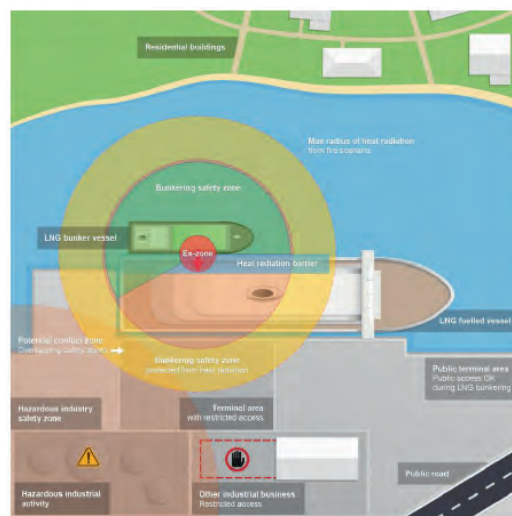 Residential buildings
Max radius of heat radiation
from fire scenario
Bunkering safety zone
LNG bunker vessel
Ex-zone
Heat radiation barrier
LNG fuelled vessel
Potential conflict zone
Overlapping safety zones
Bunkering safety zone
protected from heat radiation
Public terminal area
Public access OK
during LNG bunkering
Hazardous industry
safety zone
Terminal area
with restricted access
Public road
Hazardous industrial
activity
Other industrial business
Restricted access